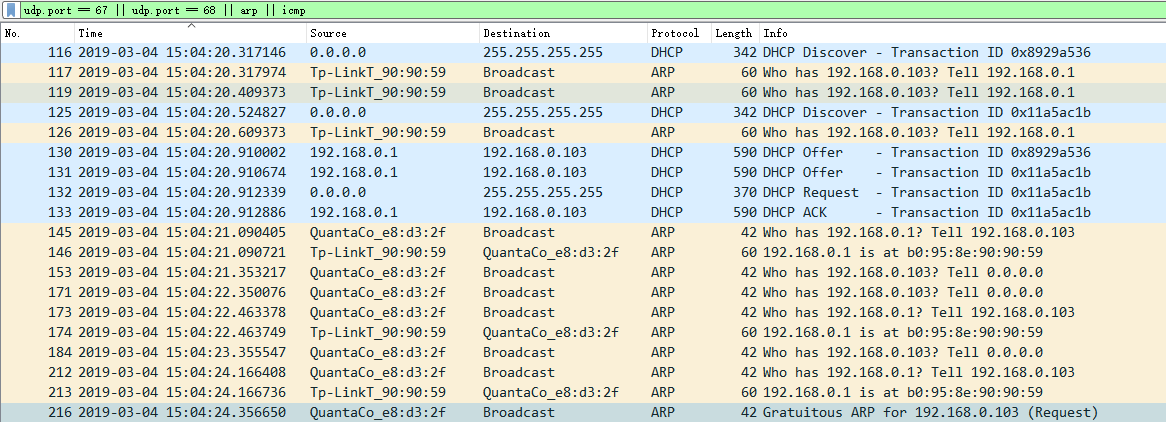 udp.port == 67 || udp.port == 68 || arp || icmp
No. Time Source Destination Protocol Length Info
116 2019-03-04 15:04:20.317146 0.0.0.0 255.255.255.255 DHCP 342 DHCP Discover - Transaction ID 0x8929a536
117 2019-03-04 15:04:20.317974 Tp-LinkT_90:90:59 Broadcast ARP 60 Who has 192.168.0.103? Tell 192.168.0.1
119 2019-03-04 15:04:20.409373 Tp-LinkT_90:90:59 Broadcast ARP 60 Who has 192.168.0.103? Tell 192.168.0.1
125 2019-03-04 15:04:20.524827 0.0.0.0 255.255.255.255 DHCP 342 DHCP Discover - Transaction ID 0x11a5ac1b
126 2019-03-04 15:04:20.609373 Tp-LinkT_90:90:59 Broadcast ARP 60 Who has 192.168.0.103? Tell 192.168.0.1
130 2019-03-04 15:04:20.910002 192.168.0.1 192.168.0.103 DHCP 590 DHCP Offer - Transaction ID 0x8929a536
131 2019-03-04 15:04:20.910674 192.168.0.1 192.168.0.103 DHCP 590 DHCP Offer - Transaction ID 0x11a5ac1b
132 2019-03-04 15:04:20.912339 0.0.0.0 255.255.255.255 DHCP 370 DHCP Request - Transaction ID 0x11a5ac1b
133 2019-03-04 15:04:20.912886 192.168.0.1 192.168.0.103 DHCP 590 DHCP ACK - Transaction ID 0x11a5ac1b
145 2019-03-04 15:04:21.090405 QuantaCo_e8:d3:2f Broadcast ARP 42 Who has 192.168.0.1? Tell 192.168.0.103
146 2019-03-04 15:04:21.090721 Tp-LinkT_90:90:59 QuantaCo_e8:d3:2f ARP 60 192.168.0.1 is at b0:95:8e:90:90:59
153 2019-03-04 15:04:21.353217 QuantaCo_e8:d3:2f Broadcast ARP 42 Who has 192.168.0.103? Tell 0.0.0.0
171 2019-03-04 15:04:22.350076 QuantaCo_e8:d3:2f Broadcast ARP 42 Who has 192.168.0.103? Tell 0.0.0.0
173 2019-03-04 15:04:22.463378 QuantaCo_e8:d3:2f Broadcast ARP 42 Who has 192.168.0.1? Tell 192.168.0.103
174 2019-03-04 15:04:22.463749 Tp-LinkT_90:90:59 QuantaCo_e8:d3:2f ARP 60 192.168.0.1 is at b0:95:8e:90:90:59
184 2019-03-04 15:04:23.355547 QuantaCo_e8:d3:2f Broadcast ARP 42 Who has 192.168.0.103? Tell 0.0.0.0
212 2019-03-04 15:04:24.166408 QuantaCo_e8:d3:2f Broadcast ARP 42 Who has 192.168.0.1? Tell 192.168.0.103
213 2019-03-04 15:04:24.166736 Tp-LinkT_90:90:59 QuantaCo_e8:d3:2f ARP 60 192.168.0.1 is at b0:95:8e:90:90:59
216 2019-03-04 15:04:24.356650 QuantaCo_e8:d3:2f Broadcast ARP 42 Gratuitous ARP for 192.168.0.103 (Request)